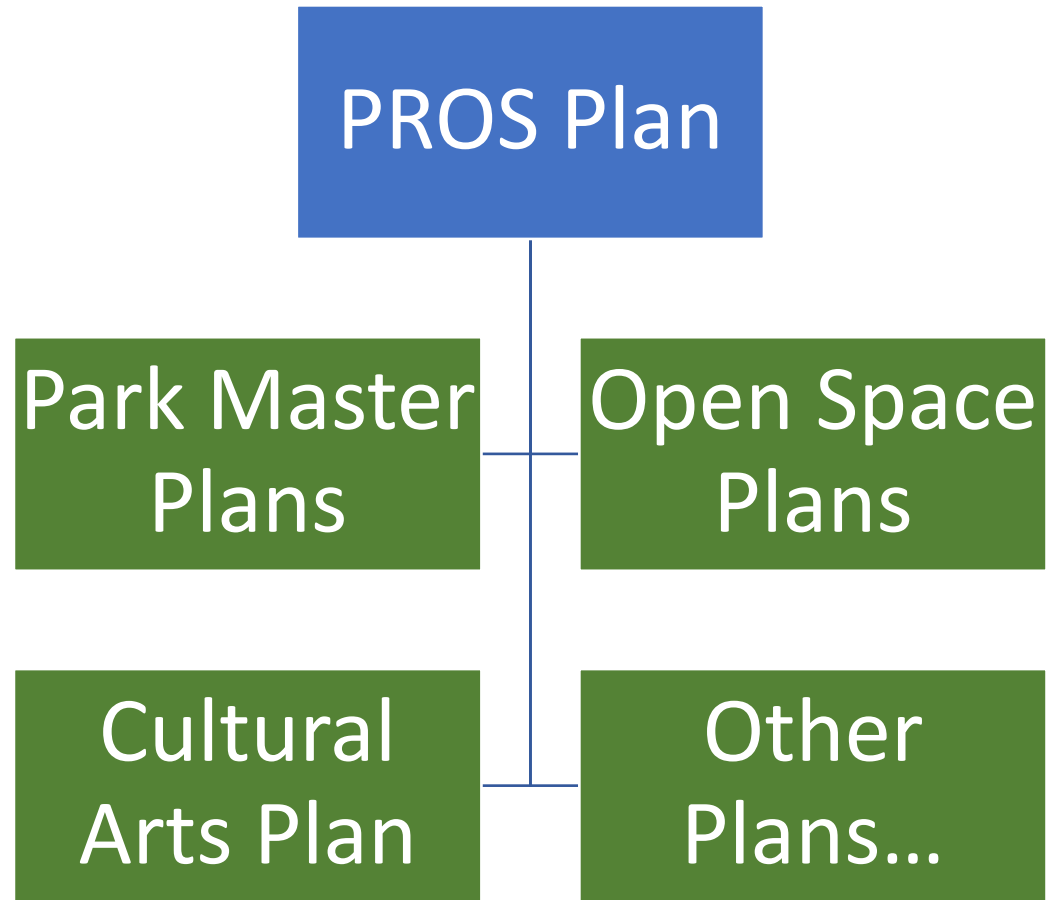 PROS Plan
Park Master
Plans
Open Space
Plans
Cultural
Arts Plan
Other
Plans...